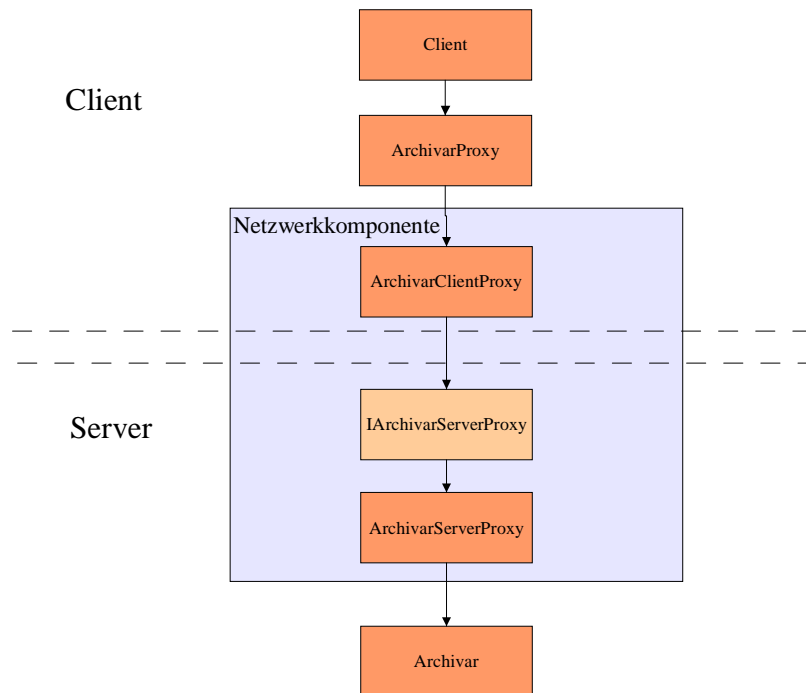 Client
Client
ArchivarProxy
Netzwerkkomponente
ArchivarClientProxy
IArchivarServerProxy
Server
ArchivarServerProxy
Archivar